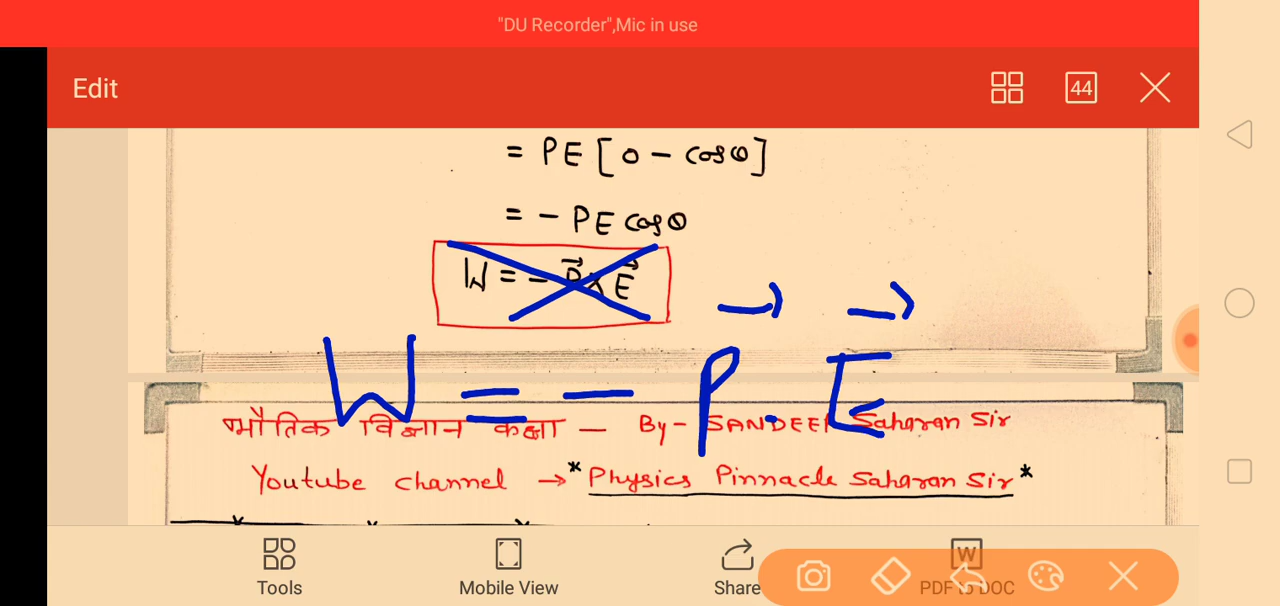 "DU Recorder",Mic in use
Edit
44
= PE [0 - cosθ]
= - PE cosθ
W = - P⃗ × E⃗
W = - P⃗ . E⃗
भौतिक विज्ञान कक्षा - By- SANDEEP Saharan Sir
Youtube channel → * Physics Pinnacle Saharan Sir *
Tools
Mobile View
Share
W
PDF to DOC